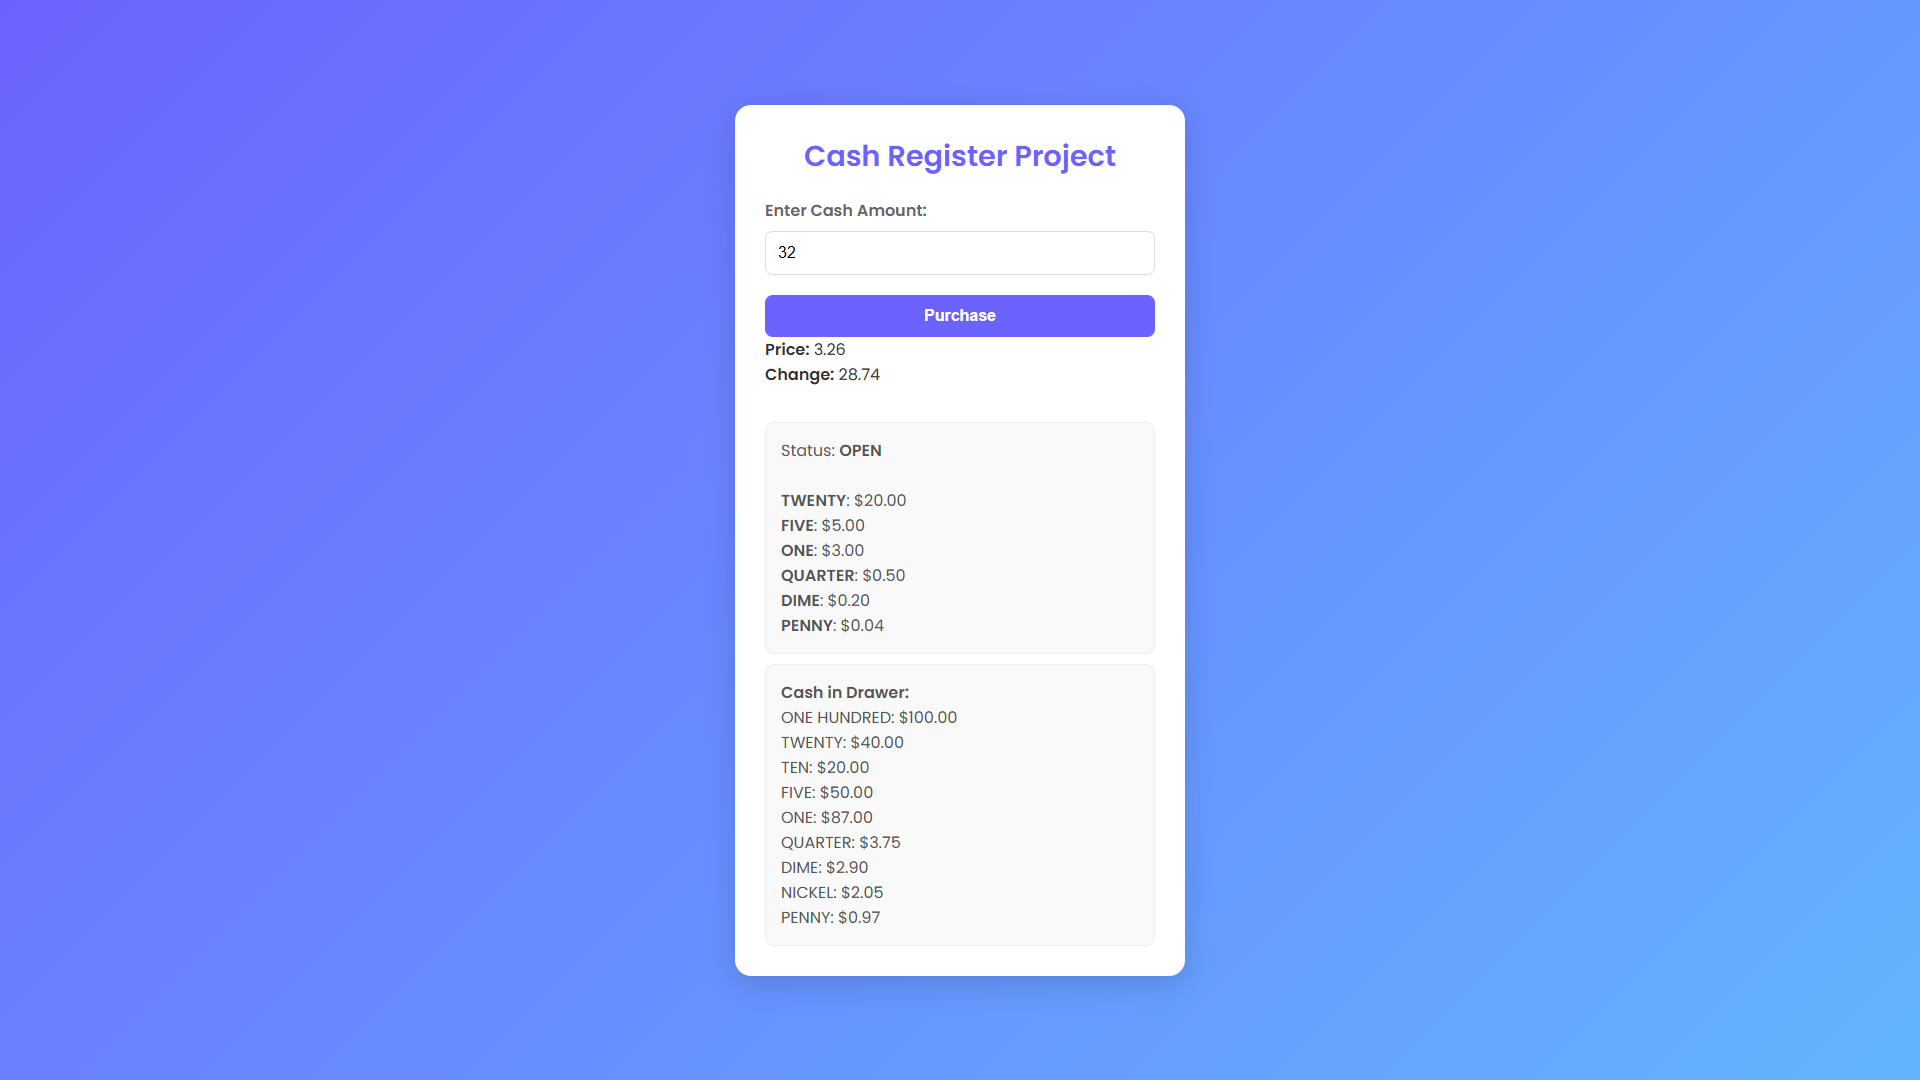 Cash Register Project
Enter Cash Amount:
32
Purchase
Price: 3.26
Change: 28.74
Status: OPEN
TWENTY: $20.00
FIVE: $5.00
ONE: $3.00
QUARTER: $0.50
DIME: $0.20
PENNY: $0.04
Cash in Drawer:
ONE HUNDRED: $100.00
TWENTY: $40.00
TEN: $20.00
FIVE: $50.00
ONE: $87.00
QUARTER: $3.75
DIME: $2.90
NICKEL: $2.05
PENNY: $0.97